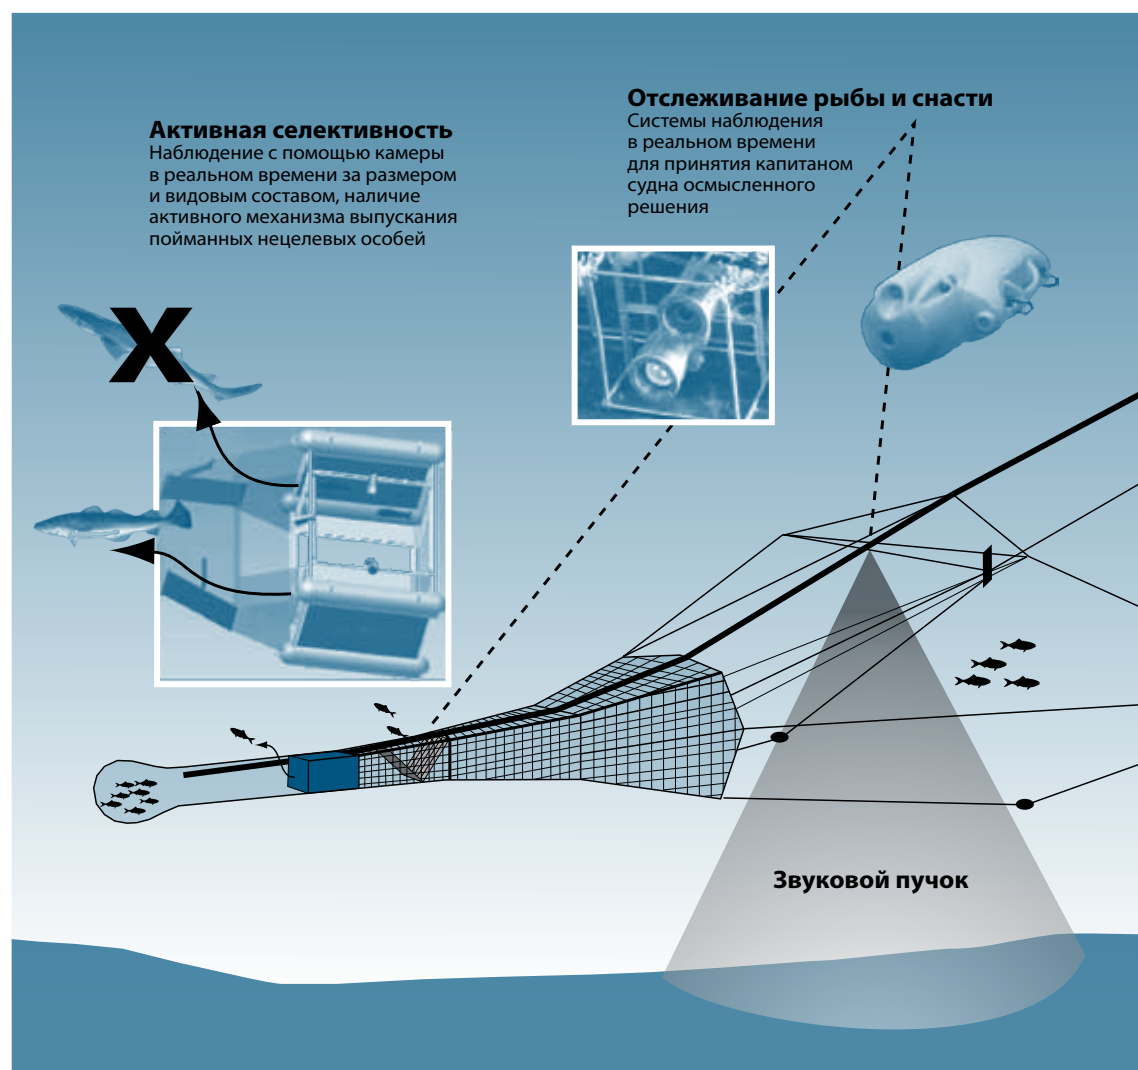 Активная селективность
Наблюдение с помощью камеры
в реальном времени за размером
и видовым составом, наличие
активного механизма выпускания
пойманных нецелевых особей
Отслеживание рыбы и снасти
Системы наблюдения
в реальном времени
для принятия капитаном
судна осмысленного
решения
X
Звуковой пучок